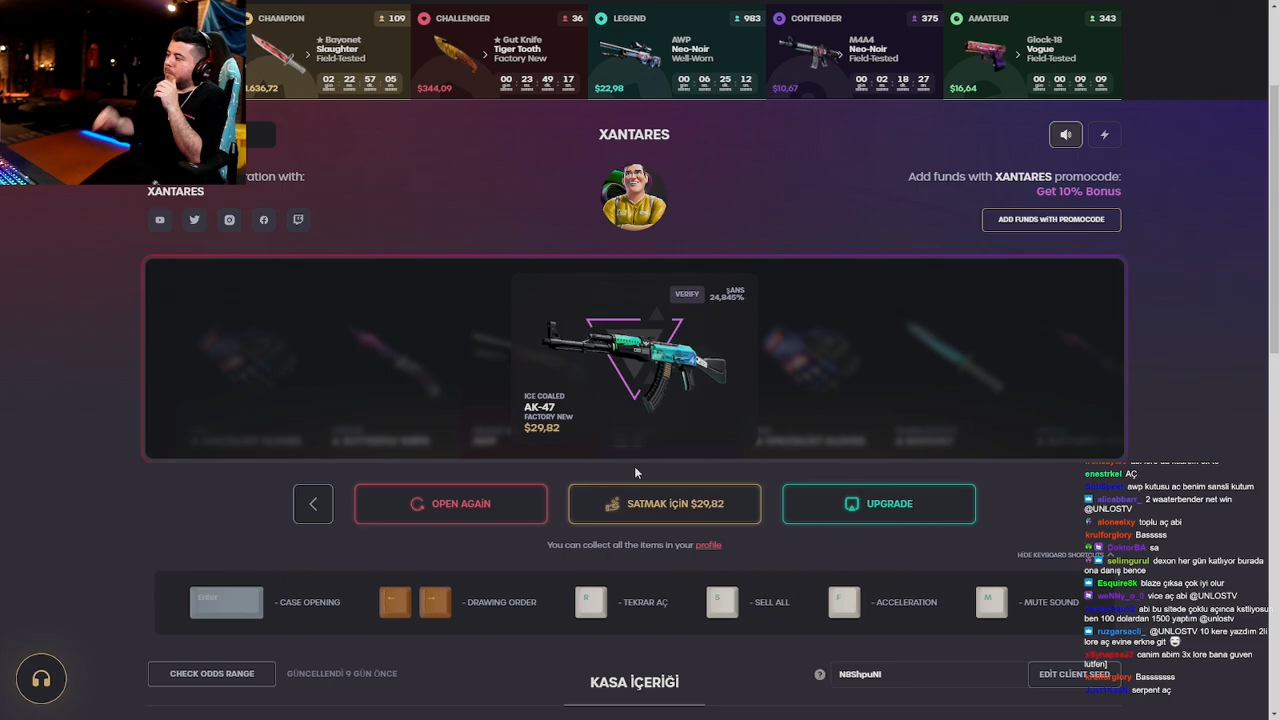 CHAMPION
109
★ Bayonet
Slaughter
Field-Tested
02 22 57 05
1.636,72
CHALLENGER
36
★ Gut Knife
Tiger Tooth
Factory New
00 23 49 17
$344,09
LEGEND
983
AWP
Neo-Noir
Well-Worn
00 06 25 12
$22,98
CONTENDER
375
M4A4
Neo-Noir
Field-Tested
00 02 18 27
$10,67
AMATEUR
343
Glock-18
Vogue
Field-Tested
00 00 09 09
$16,64
XANTARES
ration with:
XANTARES
Add funds with XANTARES promocode:
Get 10% Bonus
ADD FUNDS WiTH PROMOCODE
VERIFY
ŞANS
24,845%
ICE COALED
AK-47
FACTORY NEW
$29,82
OPEN AGAIN
SATMAK İÇİN $29,82
UPGRADE
You can collect all the items in your profile
HIDE KEYBOARD SHORTCUTS
Enter
- CASE OPENING
- DRAWING ORDER
R
- TEKRAR AÇ
S
- SELL ALL
F
- ACCELERATION
M
- MUTE SOUND
CHECK ODDS RANGE
GÜNCELLENDİ 9 GÜN ÖNCE
KASA İÇERİĞİ
N8ShpuNI
EDIT CLIENT SEED
enestrkel AÇ
awp kutusu ac benim sansli kutum
alicabbarr_ 2 waaterbender net win
@UNLOSTV
aloneeixy toplu aç abi
krulforglory Basssss
DoktorBA sa
selimgurul dexon her gün katlıyor burada
ona danış bence
Esquire8k blaze çıksa çok iyi olur
weNNy_o_0 vice aç abi @UNLOSTV
abi bu sitede çoklu açınca katliyosu
ben 100 dolardan 1500 yaptım @unlostv
ruzgarsacli_ @UNLOSTV 10 kere yazdım 2li
lore aç evine erkne git
canim abim 3x lore bana guven
lutfen]
krulforglory Basssssss
serpent aç